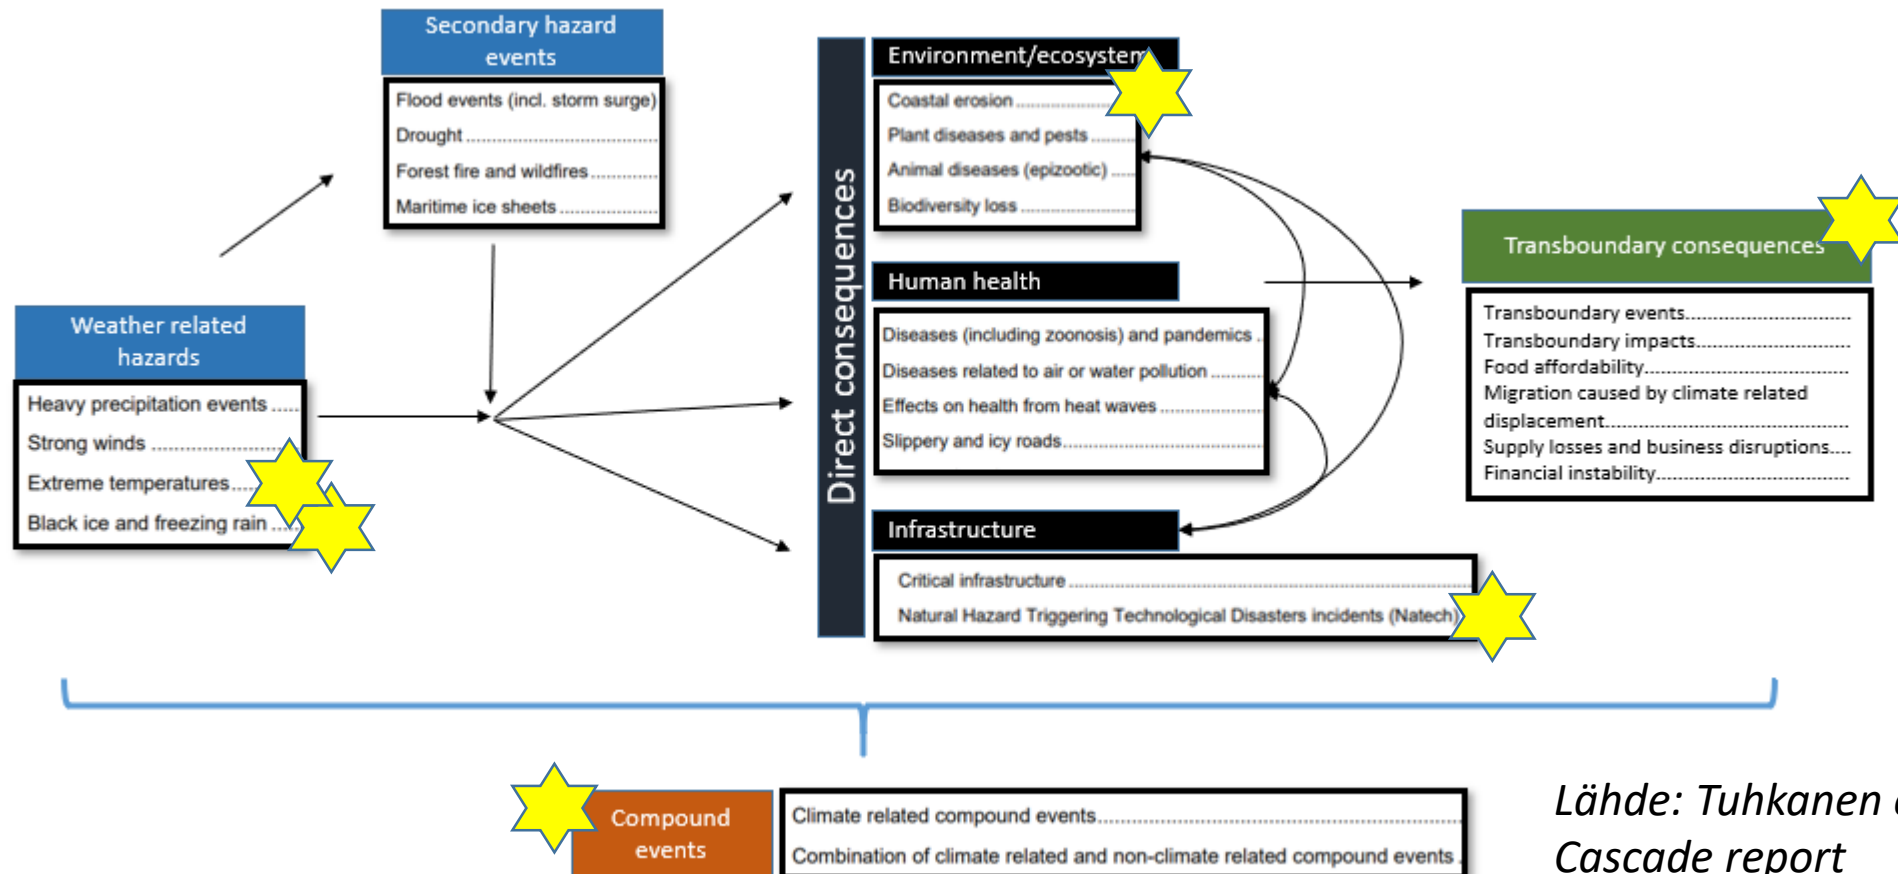 Secondary hazard
events
Flood events (incl. storm surge)
Drought
Forest fire and wildfires
Maritime ice sheets
Weather related
hazards
Heavy precipitation events
Strong winds
Extreme temperatures
Black ice and freezing rain
Direct consequences
Environment/ecosystem
Coastal erosion
Plant diseases and pests
Animal diseases (epizootic)
Biodiversity loss
Human health
Diseases (including zoonosis) and pandemics
Diseases related to air or water pollution
Effects on health from heat waves
Slippery and icy roads
Infrastructure
Critical infrastructure
Natural Hazard Triggering Technological Disasters incidents (Natech)
Transboundary consequences
Transboundary events
Transboundary impacts
Food affordability
Migration caused by climate related
displacement
Supply losses and business disruptions
Financial instability
Compound
events
Climate related compound events
Combination of climate related and non-climate related compound events
Lähde: Tuhkanen
Cascade report